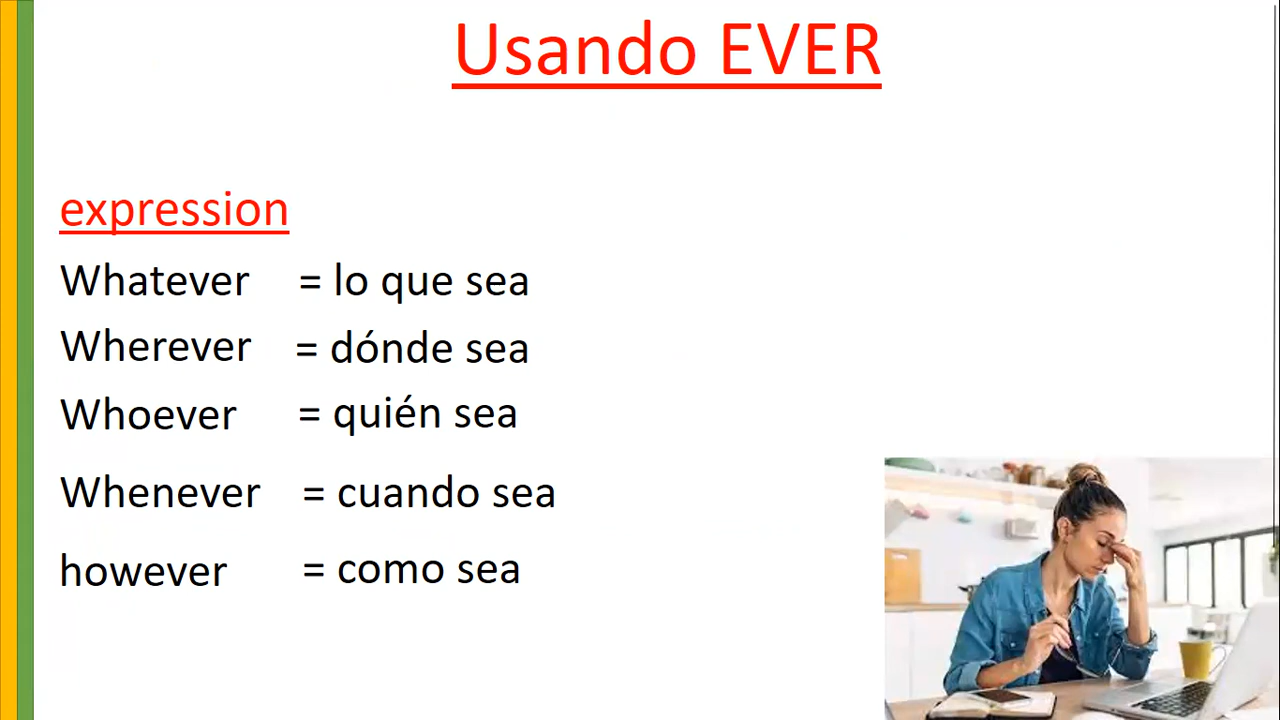 Usando EVER
expression
Whatever = lo que sea
Wherever = dónde sea
Whoever = quién sea
Whenever = cuando sea
however = como sea